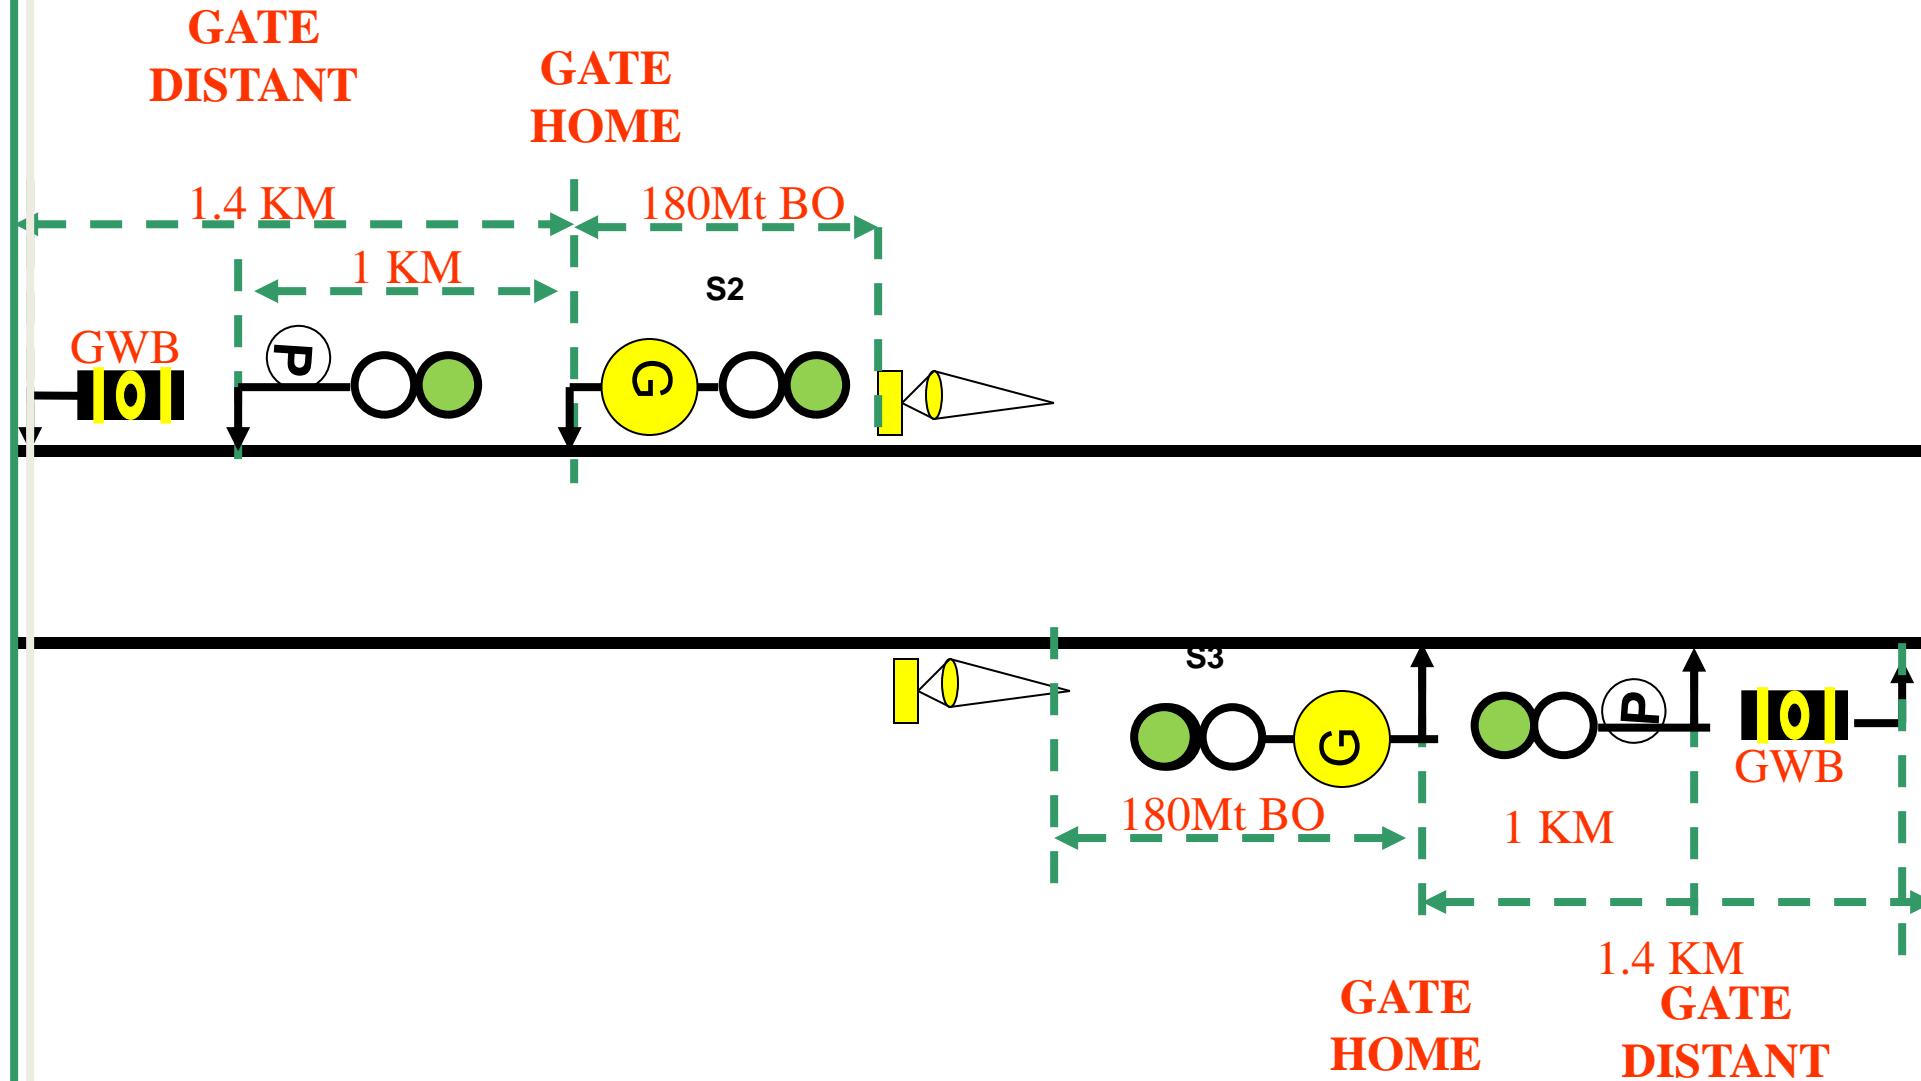 GATE
DISTANT
GATE
HOME
1.4 KM
180Mt BO
1 KM
S2
GWB
P
G
S3
G
P
GWB
180Mt BO
1 KM
1.4 KM
GATE
HOME
GATE
DISTANT